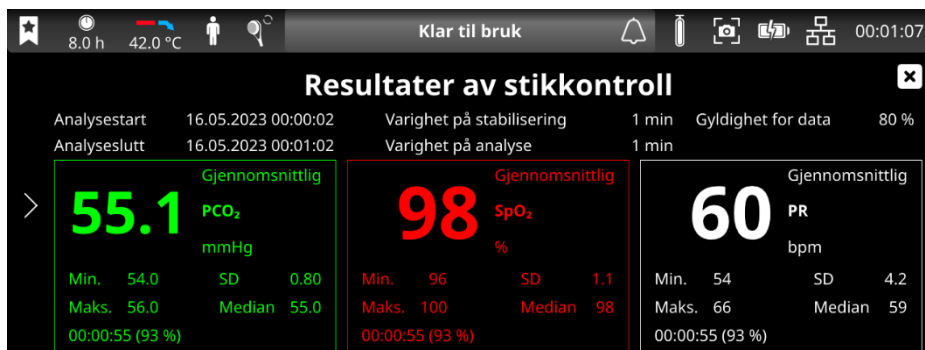 8.0 h 42.0 °C Klar til bruk 00:01:07
Resultater av stikkontroll
Analysestart 16.05.2023 00:00:02 Varighet på stabilisering 1 min Gyldighet for data 80 %
Analyseslutt 16.05.2023 00:01:02 Varighet på analyse 1 min
Gjennomsnittlig
55.1 PCO₂
mmHg
Min. 54.0 SD 0.80
Maks. 56.0 Median 55.0
00:00:55 (93 %)
Gjennomsnittlig
98 SpO₂
%
Min. 96 SD 1.1
Maks. 100 Median 98
00:00:55 (93 %)
Gjennomsnittlig
60 PR
bpm
Min. 54 SD 4.2
Maks. 66 Median 59
00:00:55 (93 %)